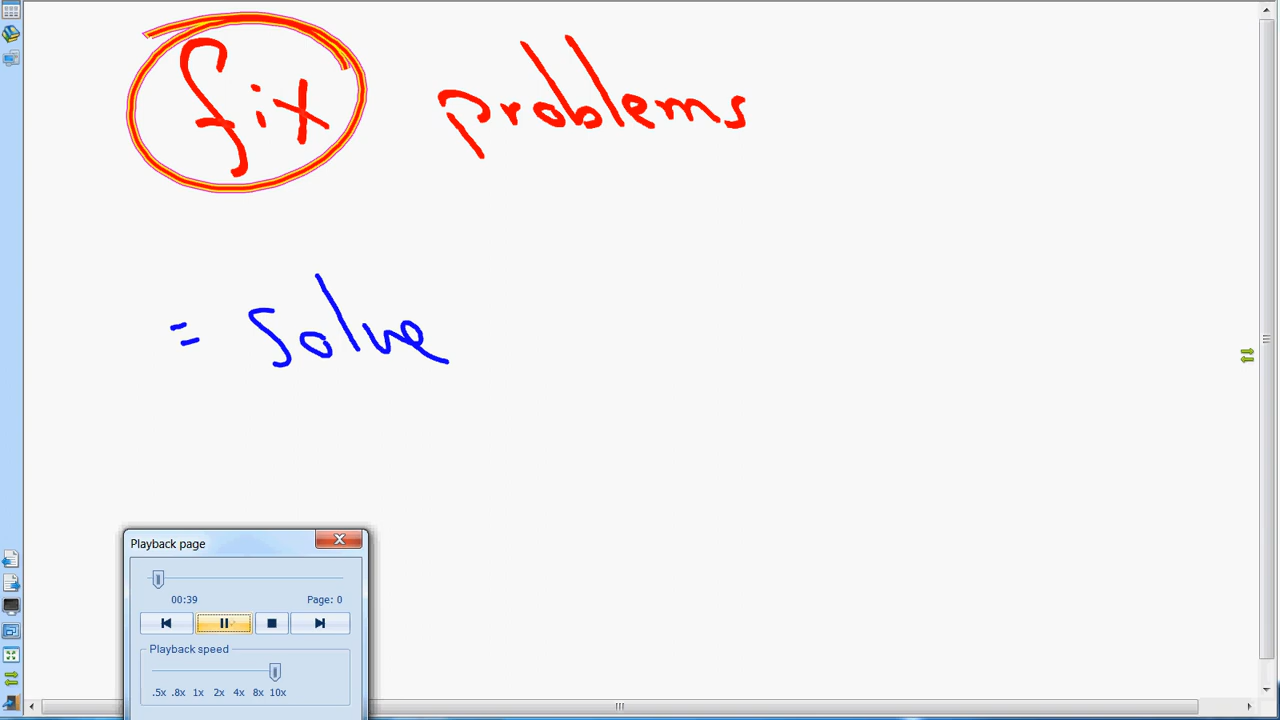 fix problems
= solve
Playback page
00:39 Page: 0
Playback speed
.5x .8x 1x 2x 4x 8x 10x